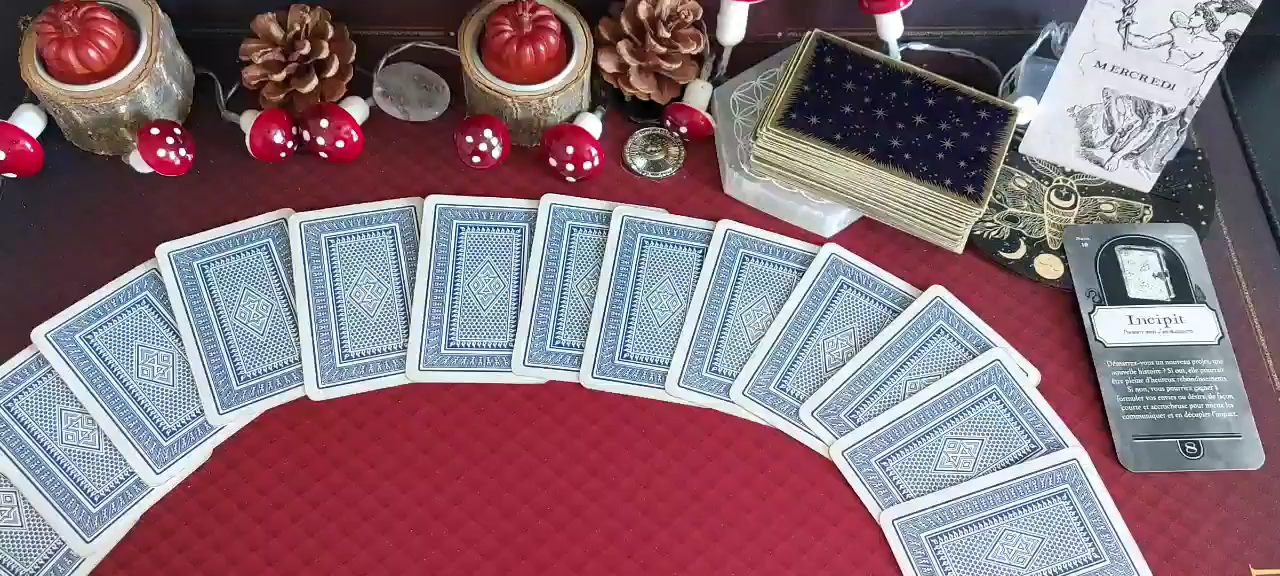 MERCREDI
Incipit
Démarrez-vous un nouveau projet, une
nouvelle histoire ? Si oui, elle pourrait
être pleine d'heureux rebondissements.
Si non, vous pourriez gagner à
formuler vos envies ou désirs, de façon
courte et accrocheuse pour mieux les
communiquer et en décupler l'impact.
8